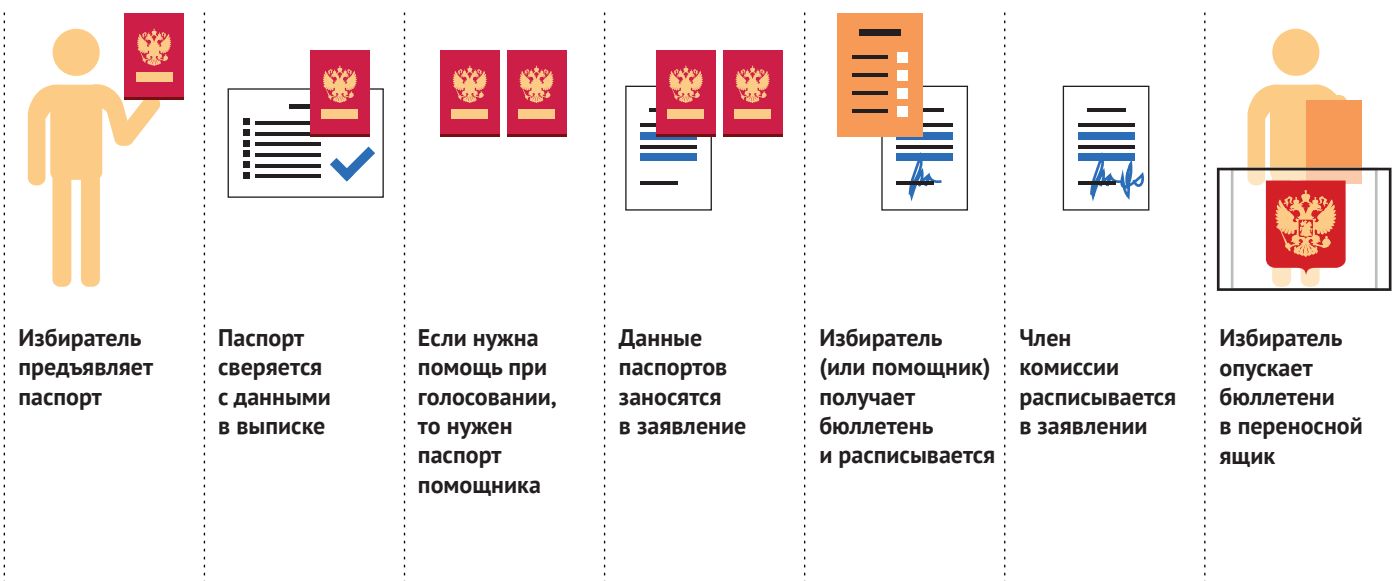 Избиратель
предъявляет
паспорт
Паспорт
сверяется
с данными
в выписке
Если нужна
помощь при
голосовании,
то нужен
паспорт
помощника
Данные
паспортов
заносятся
в заявление
Избиратель
(или помощник)
получает
бюллетень
и расписывается
Член
комиссии
расписывается
в заявлении
Избиратель
опускает
бюллетени
в переносной
ящик